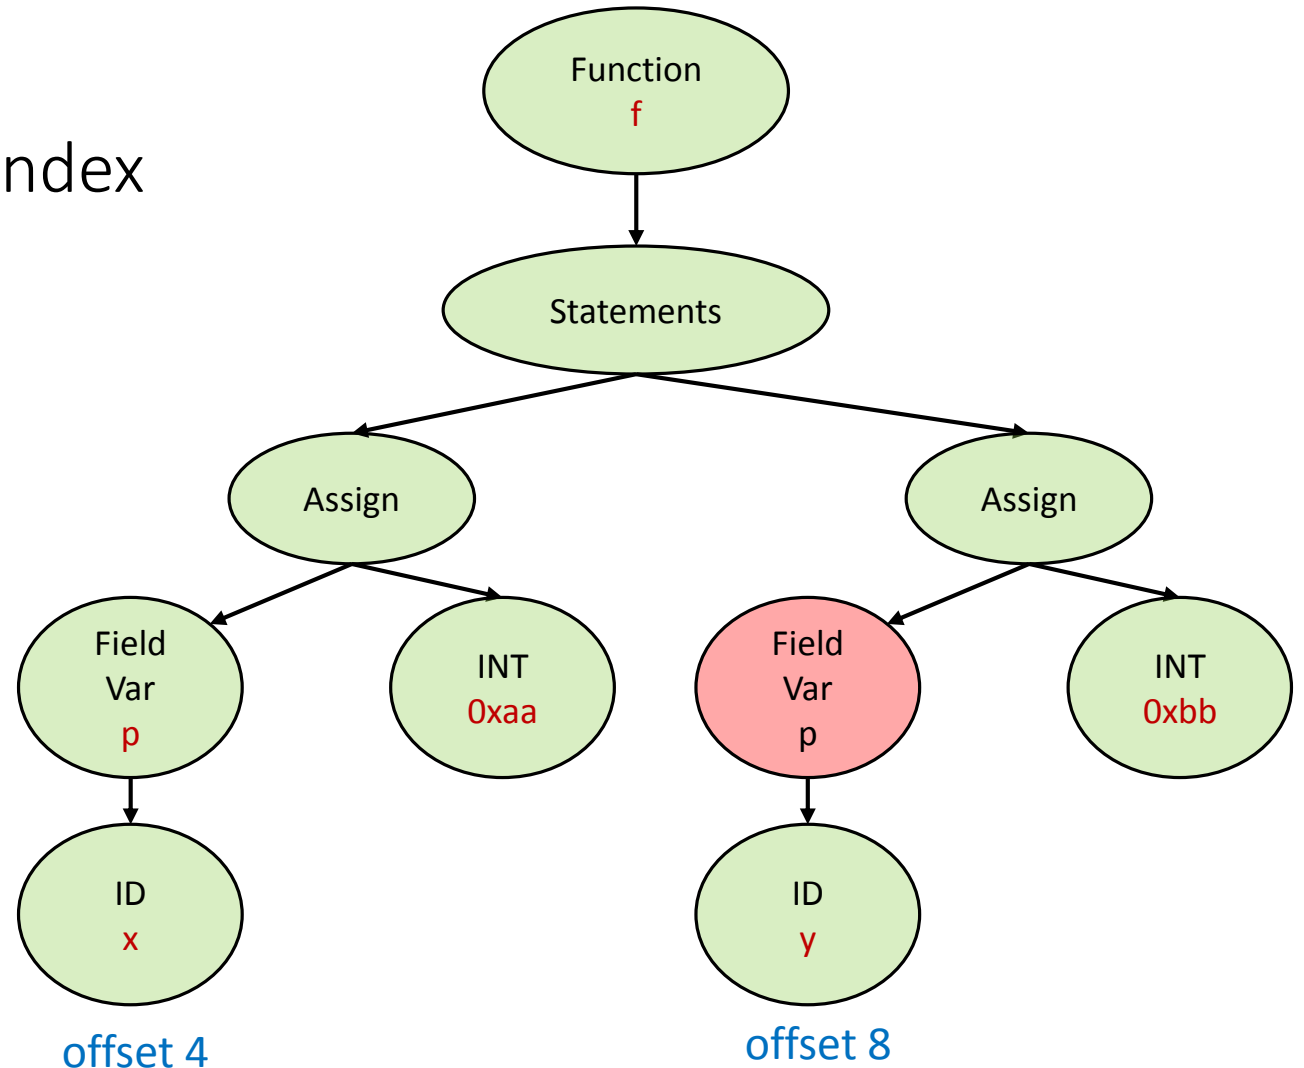 Function
f
ndex
Statements
Assign
Assign
Field
Var
p
INT
0xaa
Field
Var
p
INT
0xbb
ID
x
ID
y
offset 4
offset 8